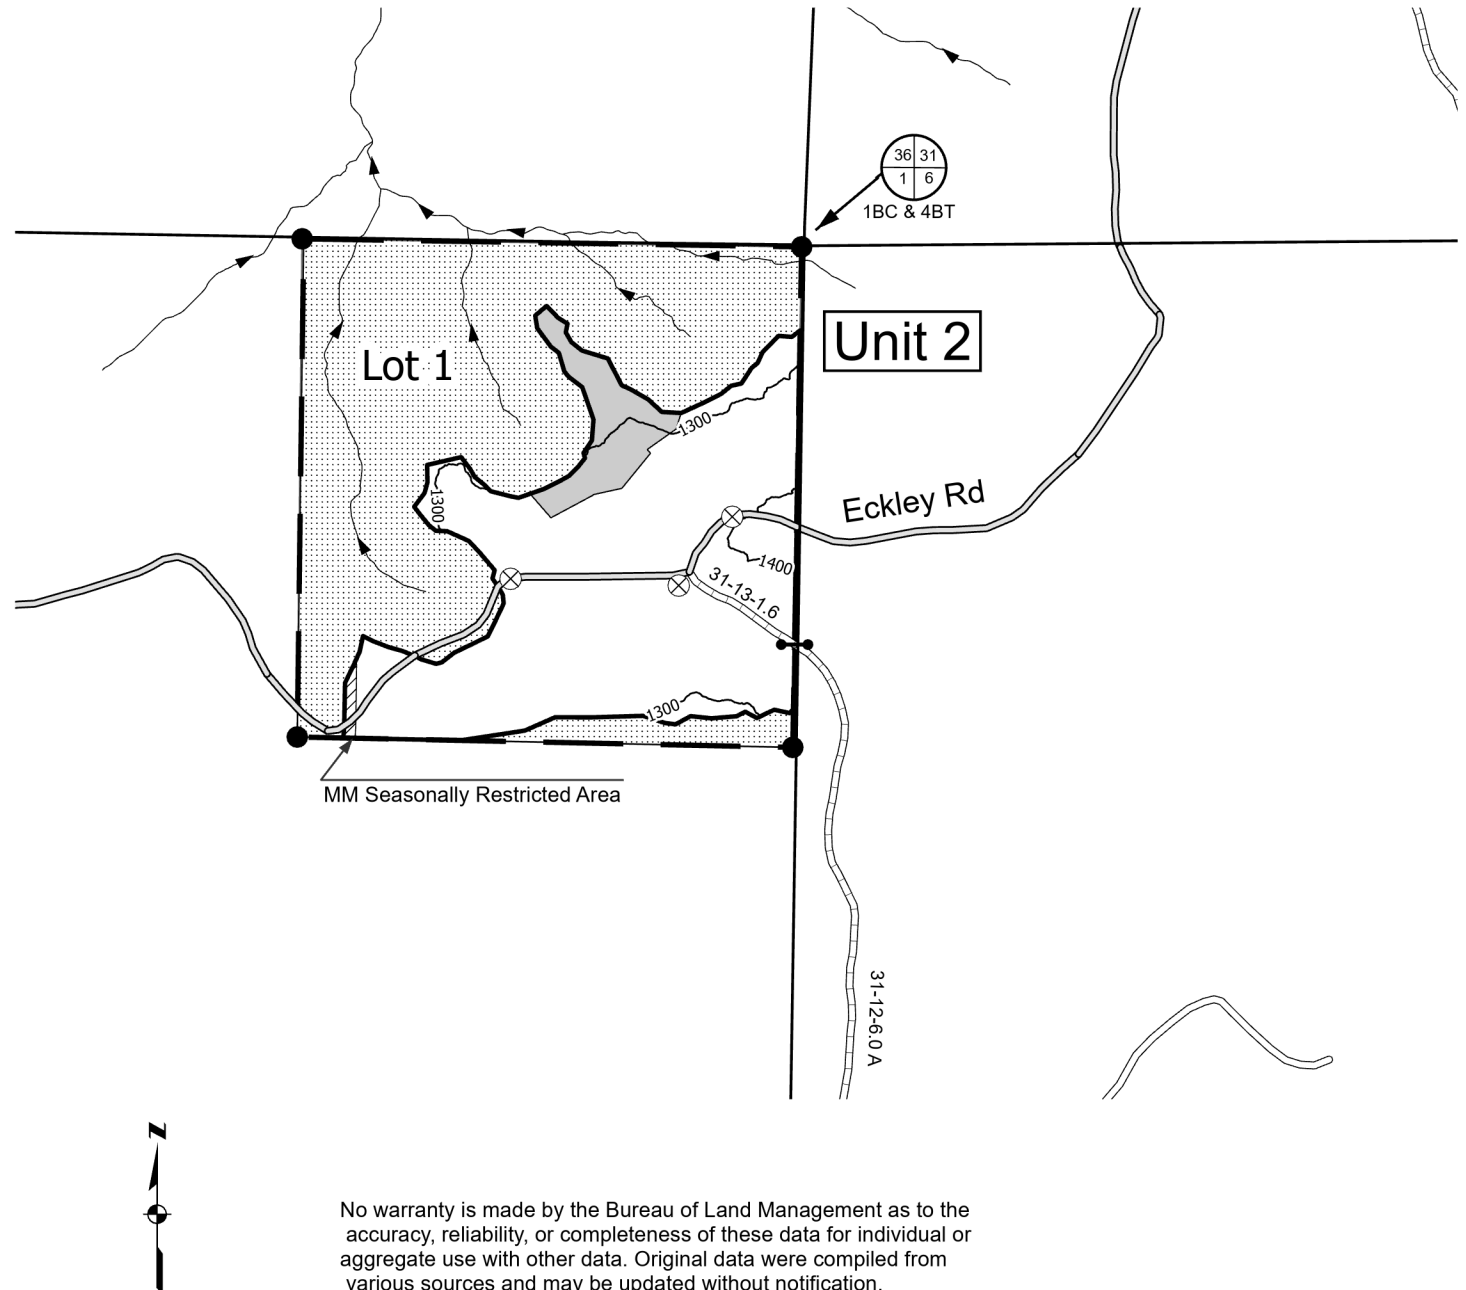 36 31
1 6
1BC & 4BT
Unit 2
Lot 1
1300
1300
Eckley Rd
1400
31-13-1.6
1300
MM Seasonally Restricted Area
31-12-6.0 A
N
No warranty is made by the Bureau of Land Management as to the
accuracy, reliability, or completeness of these data for individual or
aggregate use with other data. Original data were compiled from
various sources and may be updated without notification.